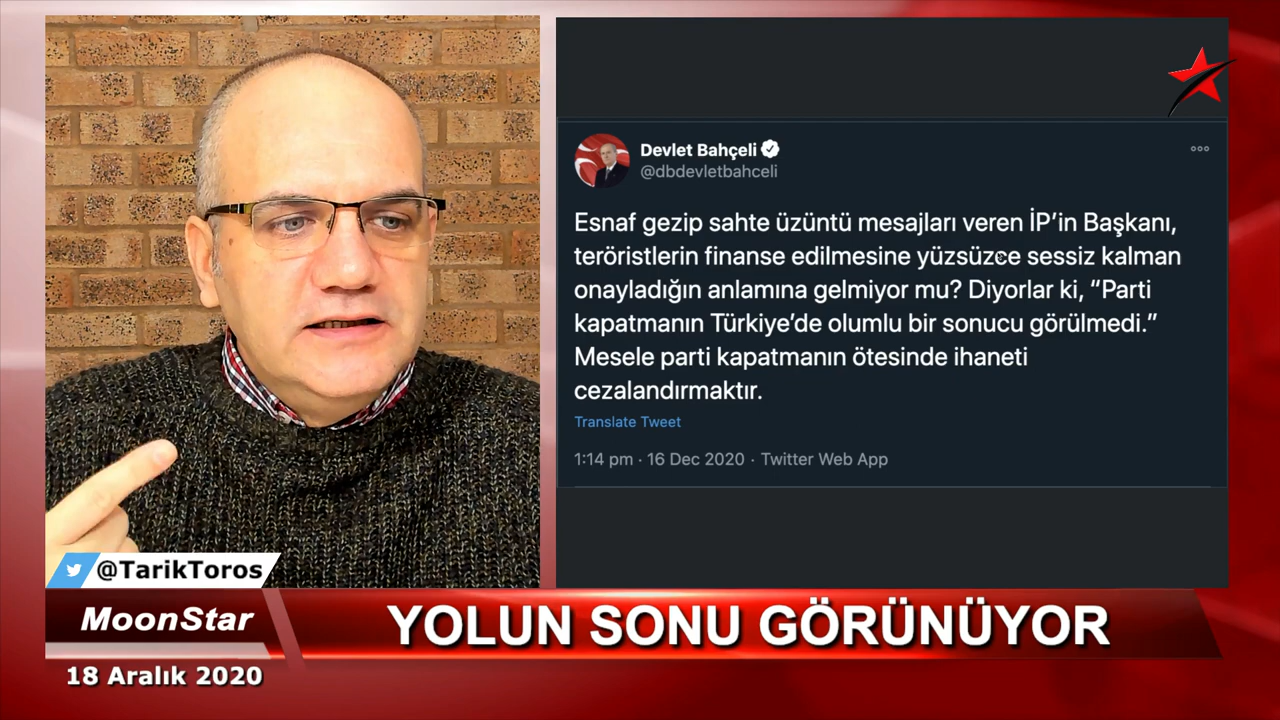 Devlet Bahçeli
@dbdevletbahceli
Esnaf gezip sahte üzüntü mesajları veren İP’in Başkanı,
teröristlerin finanse edilmesine yüzsüzce sessiz kalman
onayladığın anlamına gelmiyor mu? Diyorlar ki, “Parti
kapatmanın Türkiye’de olumlu bir sonucu görülmedi.”
Mesele parti kapatmanın ötesinde ihaneti
cezalandırmaktır.
Translate Tweet
1:14 pm · 16 Dec 2020 · Twitter Web App
@TarikToros
MoonStar
YOLUN SONU GÖRÜNÜYOR
18 Aralık 2020